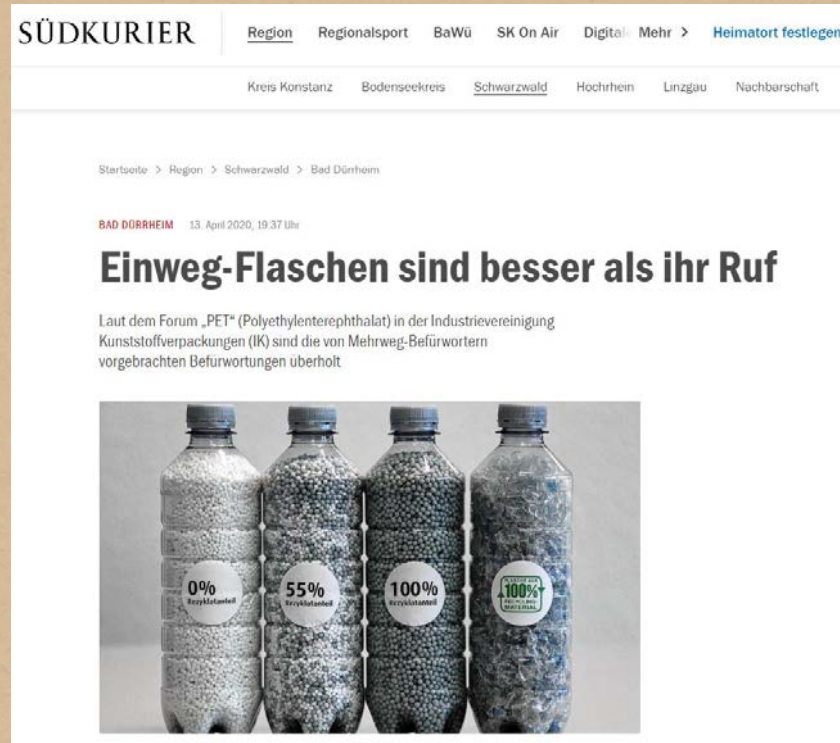 SÜDKURIER
Region Regionalsport BaWü SK On Air Digital Mehr > Heimatort festlegen
Kreis Konstanz Bodenseekreis Schwarzwald Hochrhein Linzgau Nachbarschaft
Startseite > Region > Schwarzwald > Bad Dürrheim
BAD DÜRRHEIM 13. April 2020, 19:37 Uhr
Einweg-Flaschen sind besser als ihr Ruf
Laut dem Forum „PET“ (Polyethylenterephthalat) in der Industrievereinigung
Kunststoffverpackungen (IK) sind die von Mehrweg-Befürwortern
vorgebrachten Befürwortungen überholt
0%
Rezyklatanteil
55%
Rezyklatanteil
100%
Rezyklatanteil
100%
RECYCLING-
MATERIAL